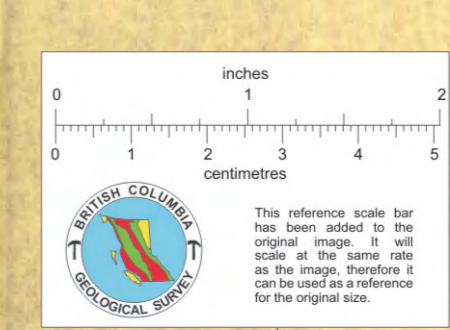 inches
0 1 2
0 1 2 3 4 5
centimetres
BRITISH COLUMBIA
GEOLOGICAL SURVEY
This reference scale bar
has been added to the
original image. It will
scale at the same rate
as the image, therefore it
can be used as a reference
for the original size.